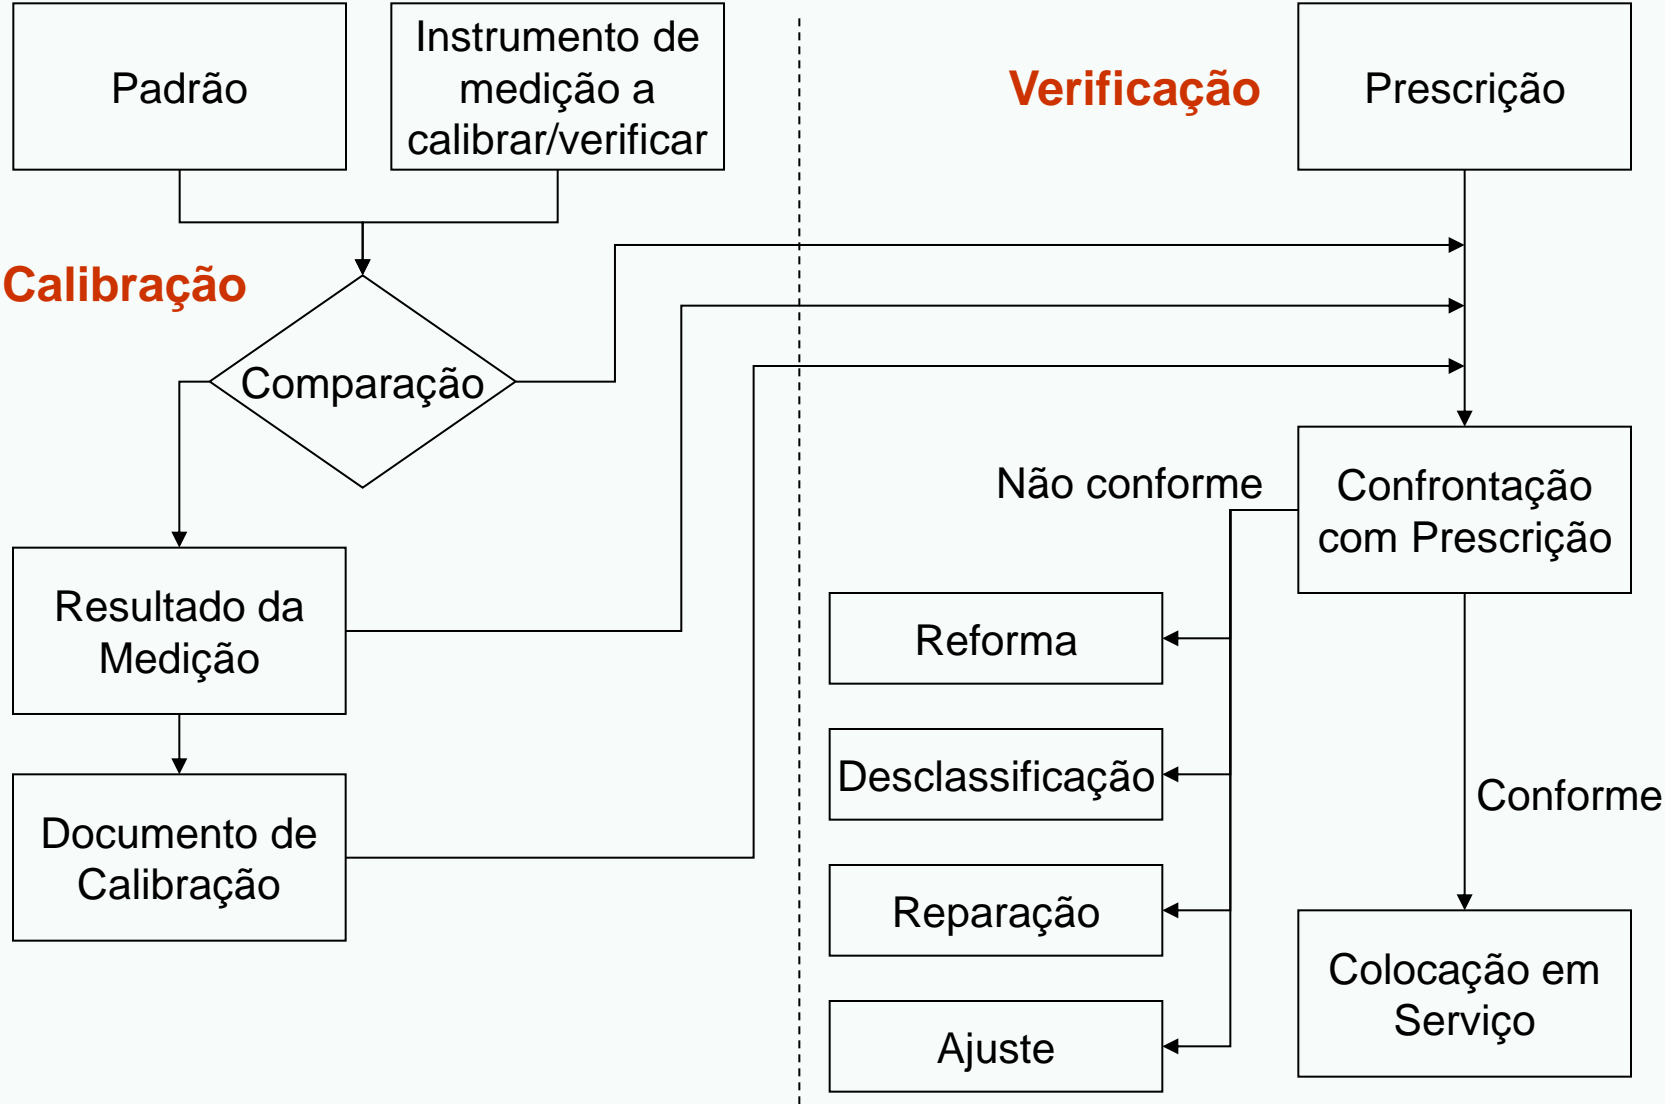 Padrão
Instrumento de
medição a
calibrar/verificar
Verificação
Prescrição
Calibração
Comparação
Não conforme
Confrontação
com Prescrição
Resultado da
Medição
Reforma
Desclassificação
Conforme
Documento de
Calibração
Reparação
Colocação em
Serviço
Ajuste